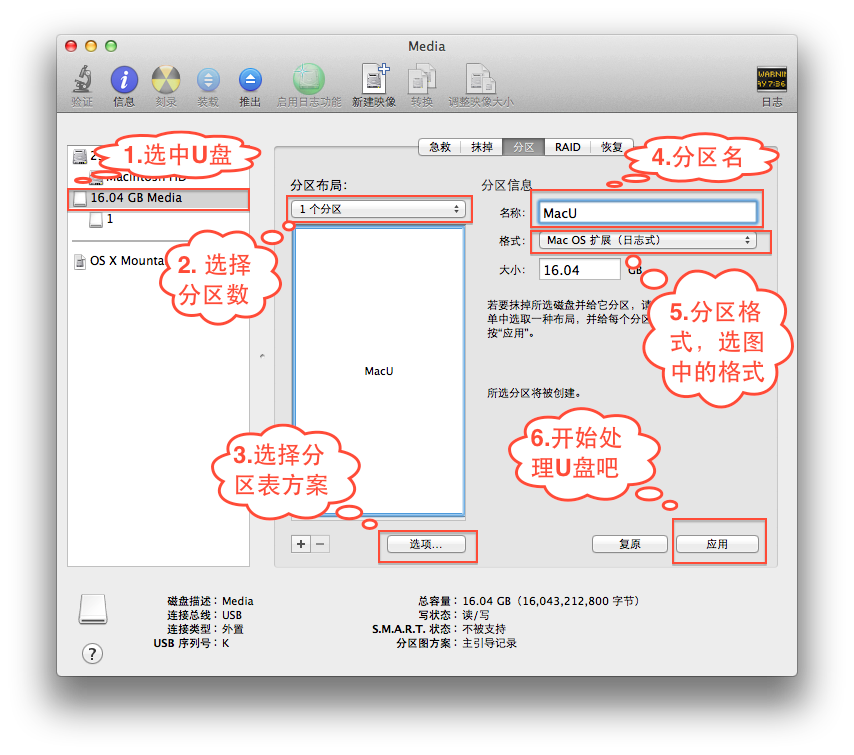 Media
验证
信息
刻录
装载
推出
启用日志功能
新建映像
转换
调整映像大小
WARNIN
AY 7:36
日志
急救
抹掉
分区
RAID
恢复
1.选中U盘
16.04 GB Media
1
OS X Mounta
2. 选择
分区数
分区布局：
1 个分区
MacU
3.选择分
区表方案
选项...
4.分区名
分区信息
名称：
MacU
格式：
Mac OS 扩展（日志式）
大小：
16.04
GB
若要抹掉所选磁盘并给它分区，请
单中选取一种布局，并给每个分区
按“应用”。
5.分区格
式，选图
中的格式
所选分区将被创建。
6.开始处
理U盘吧
复原
应用
磁盘描述：Media
连接总线：USB
连接类型：外置
USB 序列号：K
总容量：16.04 GB（16,043,212,800 字节）
写状态：读/写
S.M.A.R.T. 状态：不被支持
分区图方案：主引导记录